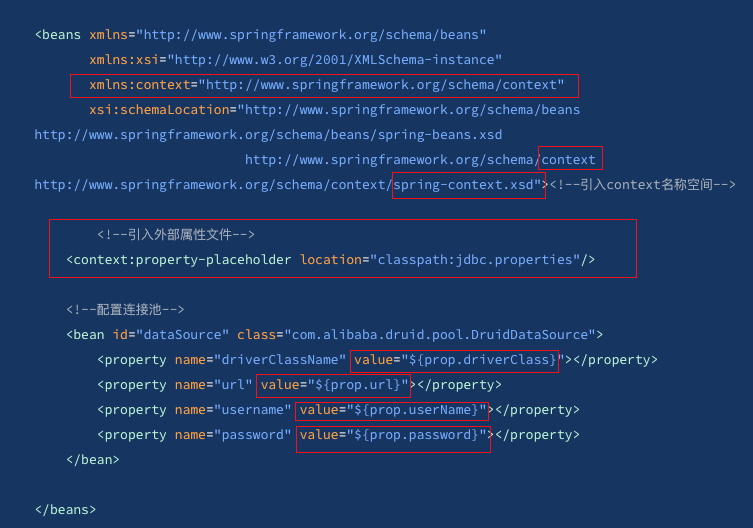 <beans xmlns="http://www.springframework.org/schema/beans"
xmlns:xsi="http://www.w3.org/2001/XMLSchema-instance"
xmlns:context="http://www.springframework.org/schema/context"
xsi:schemaLocation="http://www.springframework.org/schema/beans
http://www.springframework.org/schema/beans/spring-beans.xsd
http://www.springframework.org/schema/context
http://www.springframework.org/schema/context/spring-context.xsd"><!--引入context名称空间-->
<!--引入外部属性文件-->
<context:property-placeholder location="classpath:jdbc.properties"/>
<!--配置连接池-->
<bean id="dataSource" class="com.alibaba.druid.pool.DruidDataSource">
<property name="driverClassName" value="${prop.driverClass}"></property>
<property name="url" value="${prop.url}"></property>
<property name="username" value="${prop.userName}"></property>
<property name="password" value="${prop.password}"></property>
</bean>
</beans>